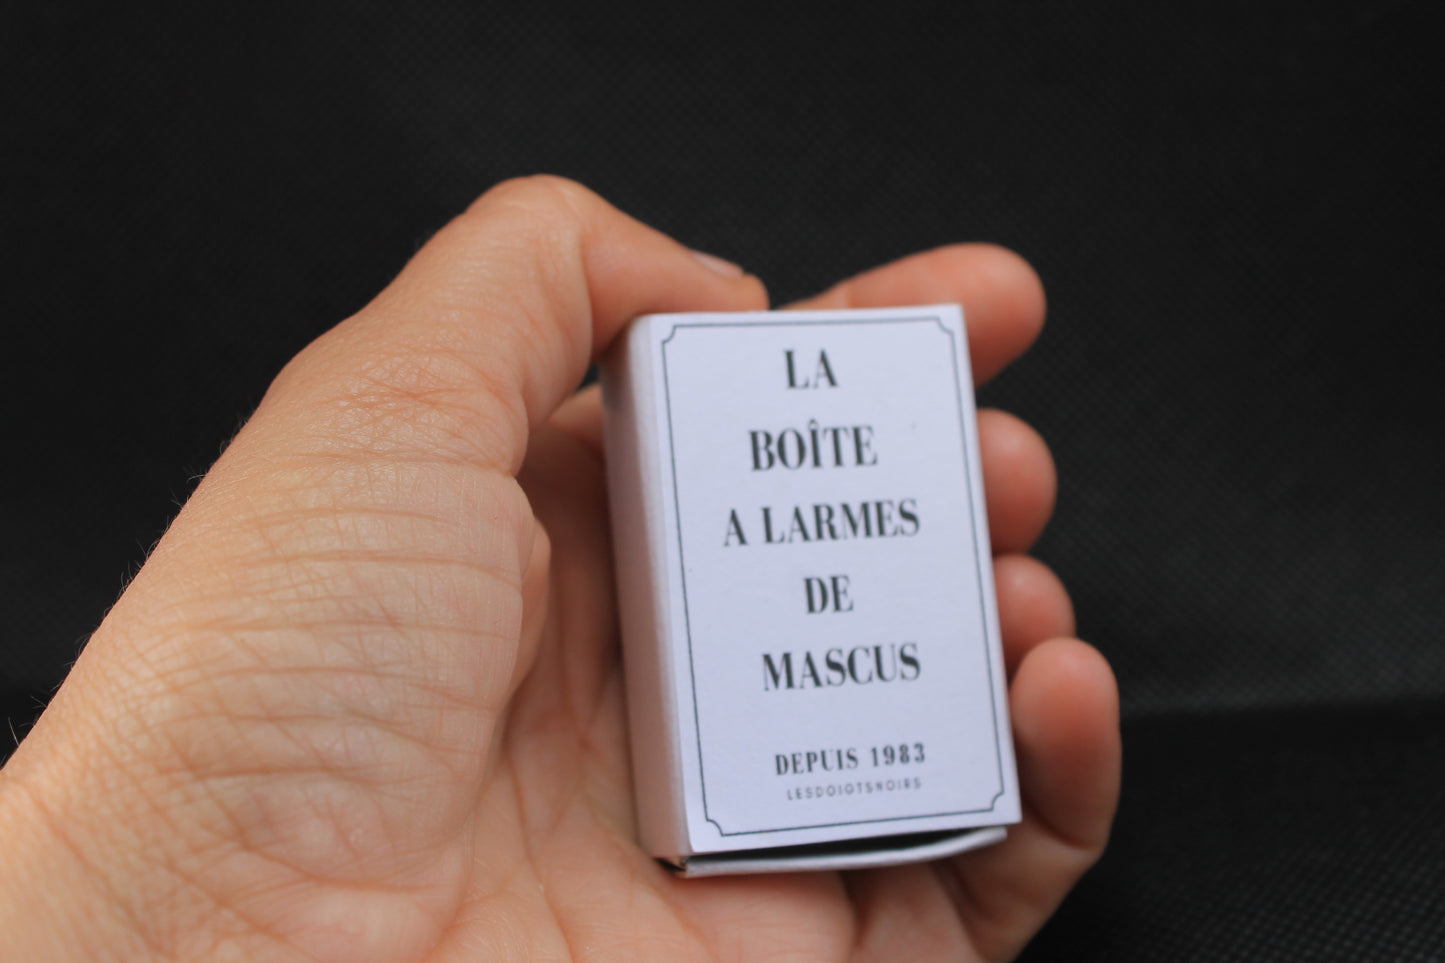 LA
BOÎTE
A LARMES
DE
MASCUS
DEPUIS 1983
LESDOIGTSNOIRS